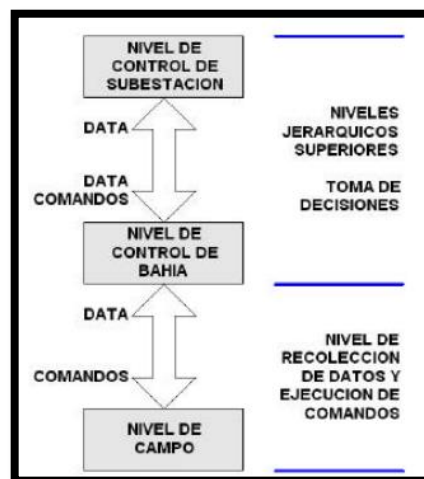 NIVEL DE
CONTROL DE
SUBESTACION
DATA
DATA
COMANDOS
NIVELES
JERARQUICOS
SUPERIORES
TOMA DE
DECISIONES
NIVEL DE
CONTROL DE
BAHIA
DATA
COMANDOS
NIVEL DE
RECOLECCION
DE DATOS Y
EJECUCION DE
COMANDOS
NIVEL DE
CAMPO